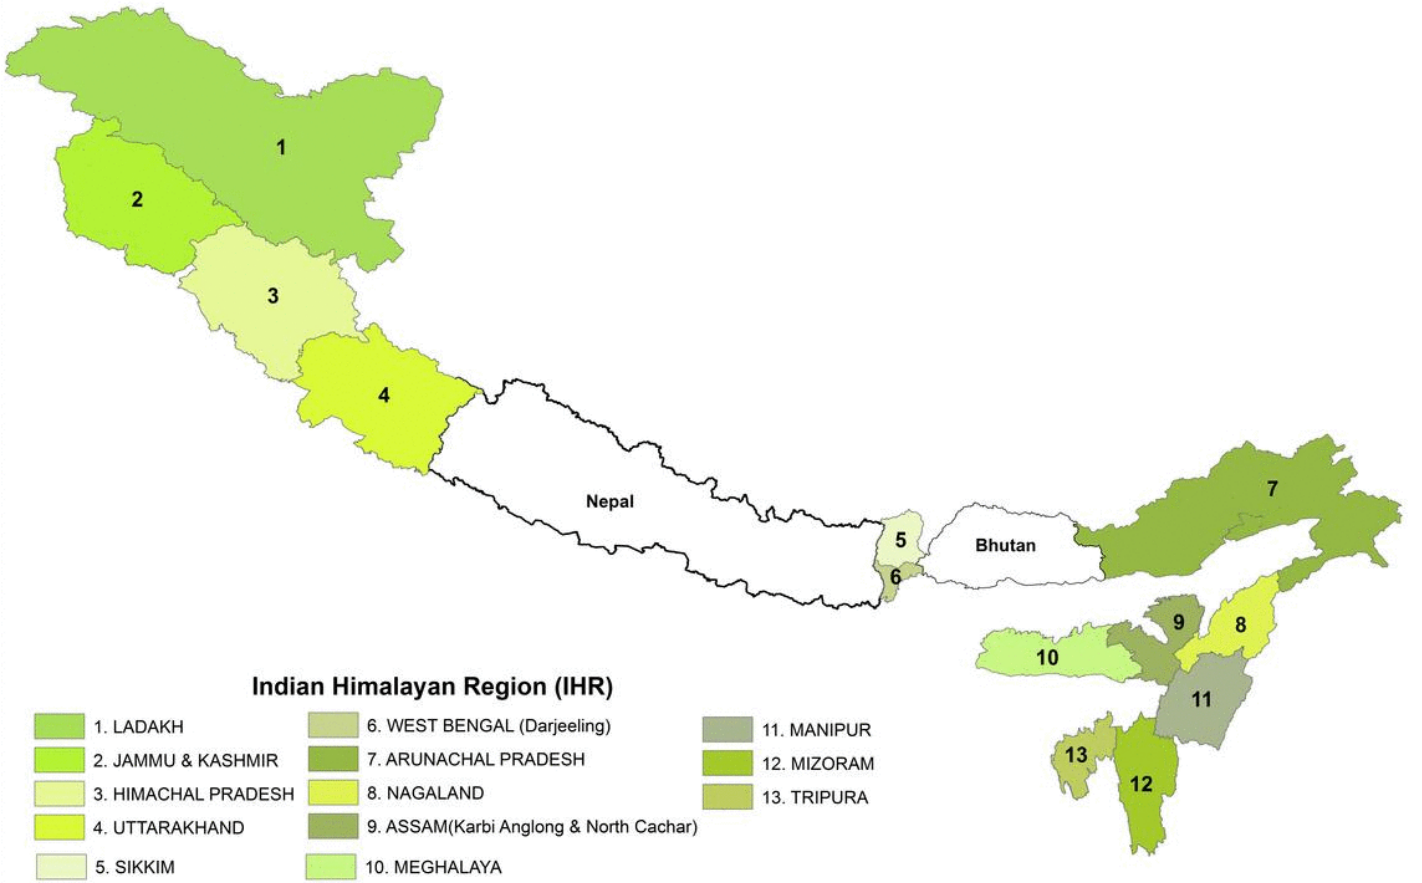 1
2
3
4
Nepal
5
6
Bhutan
7
8
9
10
11
12
13
Indian Himalayan Region (IHR)
1. LADAKH
2. JAMMU & KASHMIR
3. HIMACHAL PRADESH
4. UTTARAKHAND
5. SIKKIM
6. WEST BENGAL (Darjeeling)
7. ARUNACHAL PRADESH
8. NAGALAND
9. ASSAM(Karbi Anglong & North Cachar)
10. MEGHALAYA
11. MANIPUR
12. MIZORAM
13. TRIPURA